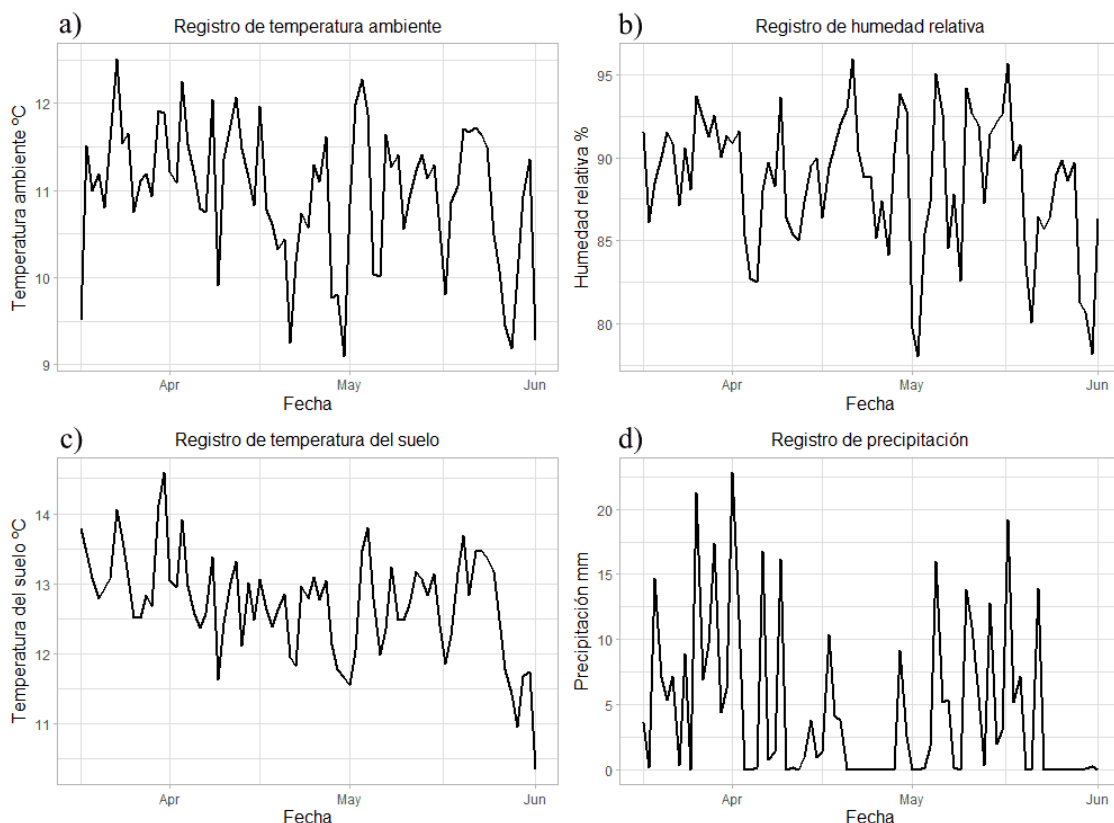 a) Registro de temperatura ambiente
Temperatura ambiente ºC
12
11
10
9
Apr May Jun
Fecha
b) Registro de humedad relativa
Humedad relativa %
95
90
85
80
Apr May Jun
Fecha
c) Registro de temperatura del suelo
Temperatura del suelo ºC
14
13
12
11
Apr May Jun
Fecha
d) Registro de precipitación
Precipitación mm
20
15
10
5
0
Apr May Jun
Fecha